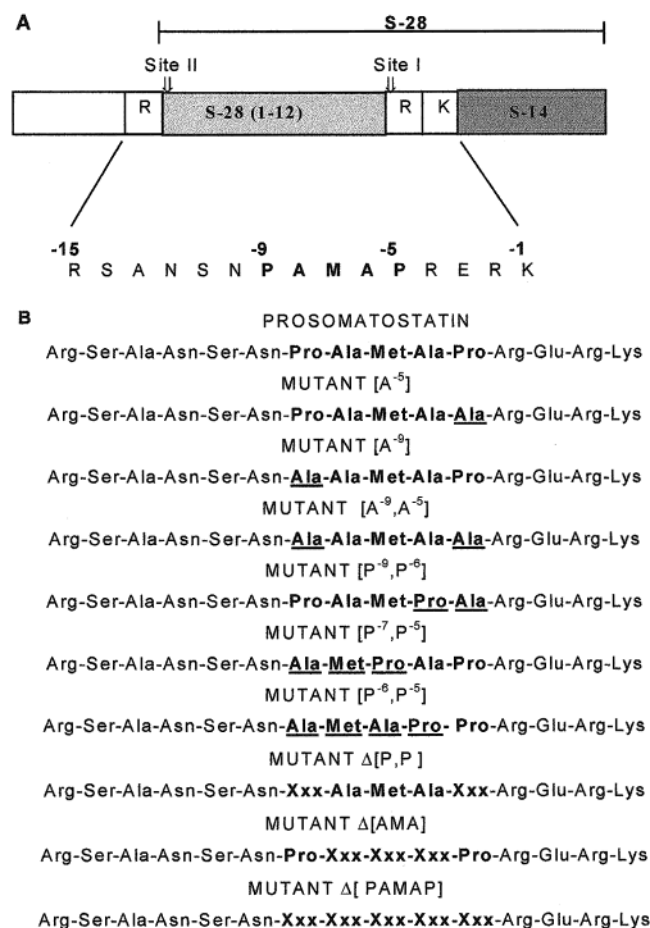 A
S-28
Site II
Site I
R
S-28 (1-12)
R
K
S-14
-15
-9
-5
-1
R S A N S N P A M A P R E R K
B
PROSOMATOSTATIN
Arg-Ser-Ala-Asn-Ser-Asn-Pro-Ala-Met-Ala-Pro-Arg-Glu-Arg-Lys
MUTANT [A⁻⁵]
Arg-Ser-Ala-Asn-Ser-Asn-Pro-Ala-Met-Ala-Ala-Arg-Glu-Arg-Lys
MUTANT [A⁻⁹]
Arg-Ser-Ala-Asn-Ser-Asn-Ala-Ala-Met-Ala-Pro-Arg-Glu-Arg-Lys
MUTANT [A⁻⁹,A⁻⁵]
Arg-Ser-Ala-Asn-Ser-Asn-Ala-Ala-Met-Ala-Ala-Arg-Glu-Arg-Lys
MUTANT [P⁻⁹,P⁻⁶]
Arg-Ser-Ala-Asn-Ser-Asn-Pro-Ala-Met-Pro-Ala-Arg-Glu-Arg-Lys
MUTANT [P⁻⁷,P⁻⁵]
Arg-Ser-Ala-Asn-Ser-Asn-Ala-Met-Pro-Ala-Pro-Arg-Glu-Arg-Lys
MUTANT [P⁻⁶,P⁻⁵]
Arg-Ser-Ala-Asn-Ser-Asn-Ala-Met-Ala-Pro- Pro-Arg-Glu-Arg-Lys
MUTANT Δ[P,P ]
Arg-Ser-Ala-Asn-Ser-Asn-Xxx-Ala-Met-Ala-Xxx-Arg-Glu-Arg-Lys
MUTANT Δ[AMA]
Arg-Ser-Ala-Asn-Ser-Asn-Pro-Xxx-Xxx-Xxx-Pro-Arg-Glu-Arg-Lys
MUTANT Δ[ PAMAP]
Arg-Ser-Ala-Asn-Ser-Asn-Xxx-Xxx-Xxx-Xxx-Xxx-Arg-Glu-Arg-Lys